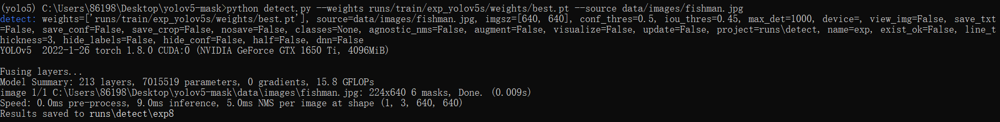 (yolo5) C:\Users\86198\Desktop\yolov5-mask>python detect.py --weights runs/train/exp_yolov5s/weights/best.pt --source data/images/fishman.jpg
detect: weights=['runs/train/exp_yolov5s/weights/best.pt'], source=data/images/fishman.jpg, imgsz=[640, 640], conf_thres=0.5, iou_thres=0.45, max_det=1000, device=, view_img=False, save_txt
=False, save_conf=False, save_crop=False, nosave=False, classes=None, agnostic_nms=False, augment=False, visualize=False, update=False, project=runs\detect, name=exp, exist_ok=False, line_t
hickness=3, hide_labels=False, hide_conf=False, half=False, dnn=False
YOLOv5  2022-1-26 torch 1.8.0 CUDA:0 (NVIDIA GeForce GTX 1650 Ti, 4096MiB)
Fusing layers...
Model Summary: 213 layers, 7015519 parameters, 0 gradients, 15.8 GFLOPs
image 1/1 C:\Users\86198\Desktop\yolov5-mask\data\images\fishman.jpg: 224x640 6 masks, Done. (0.009s)
Speed: 0.0ms pre-process, 9.0ms inference, 5.0ms NMS per image at shape (1, 3, 640, 640)
Results saved to runs\detect\exp8